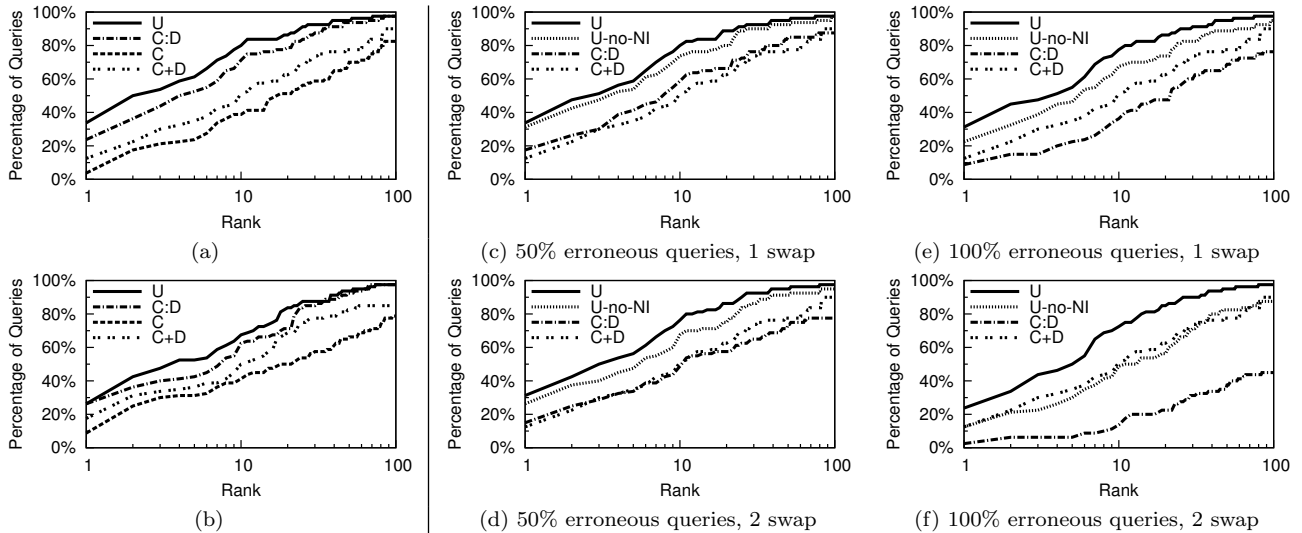 Percentage of Queries
100%
80%
60%
40%
20%
0%
U
C:D
C
C+D
1
10
100
Rank
(a)
Percentage of Queries
100%
80%
60%
40%
20%
0%
U
U-no-NI
C:D
C+D
1
10
100
Rank
(c) 50% erroneous queries, 1 swap
Percentage of Queries
100%
80%
60%
40%
20%
0%
U
U-no-NI
C:D
C+D
1
10
100
Rank
(e) 100% erroneous queries, 1 swap
Percentage of Queries
100%
80%
60%
40%
20%
0%
U
C:D
C
C+D
1
10
100
Rank
(b)
Percentage of Queries
100%
80%
60%
40%
20%
0%
U
U-no-NI
C:D
C+D
1
10
100
Rank
(d) 50% erroneous queries, 2 swap
Percentage of Queries
100%
80%
60%
40%
20%
0%
U
U-no-NI
C:D
C+D
1
10
100
Rank
(f) 100% erroneous queries, 2 swap